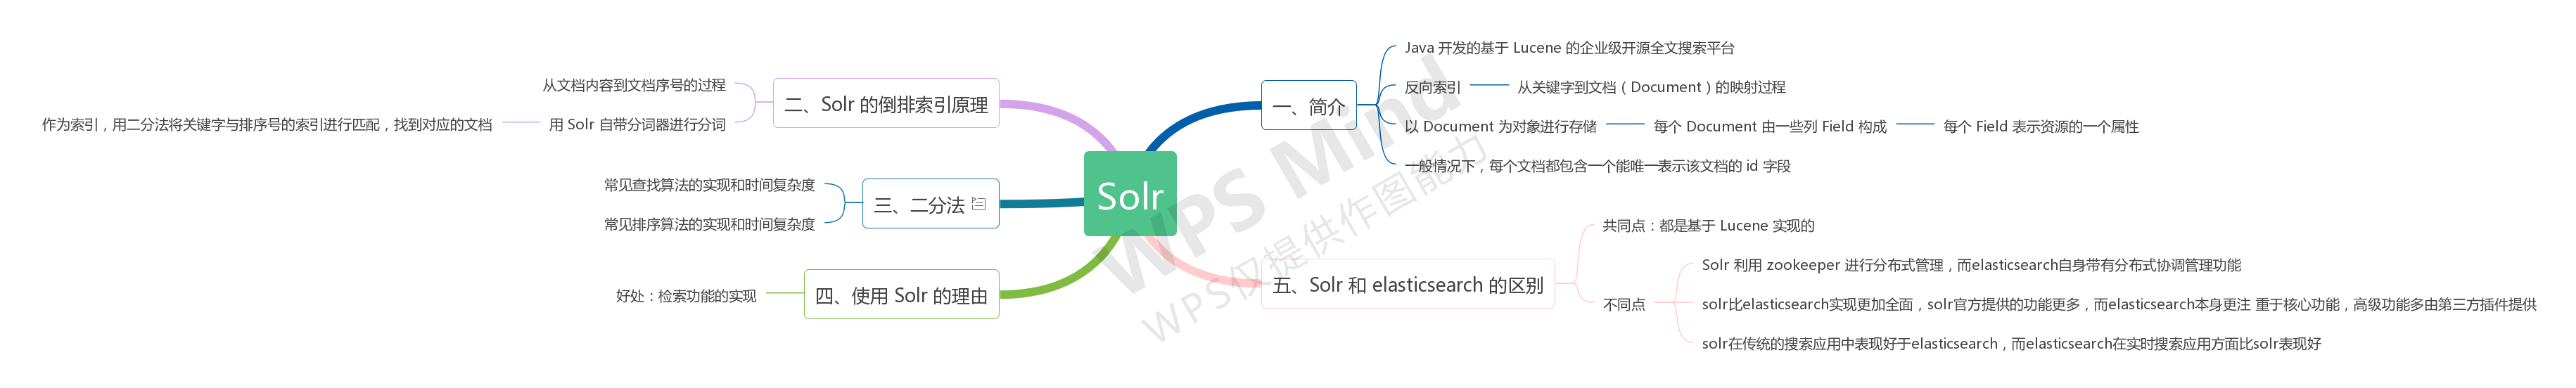 Solr
一、简介
Java 开发的基于 Lucene 的企业级开源全文搜索平台
反向索引
从关键字到文档（Document）的映射过程
以 Document 为对象进行存储
每个 Document 由一些列 Field 构成
每个 Field 表示资源的一个属性
一般情况下，每个文档都包含一个能唯一表示该文档的 id 字段
二、Solr 的倒排索引原理
从文档内容到文档序号的过程
用 Solr 自带分词器进行分词
作为索引，用二分法将关键字与排序号的索引进行匹配，找到对应的文档
三、二分法
常见查找算法的实现和时间复杂度
常见排序算法的实现和时间复杂度
四、使用 Solr 的理由
好处：检索功能的实现
五、Solr 和 elasticsearch 的区别
共同点：都是基于 Lucene 实现的
不同点
Solr 利用 zookeeper 进行分布式管理，而elasticsearch自身带有分布式协调管理功能
solr比elasticsearch实现更加全面，solr官方提供的功能更多，而elasticsearch本身更注 重于核心功能，高级功能多由第三方插件提供
solr在传统的搜索应用中表现好于elasticsearch，而elasticsearch在实时搜索应用方面比solr表现好
WPS Mind
WPS仅提供作图能力